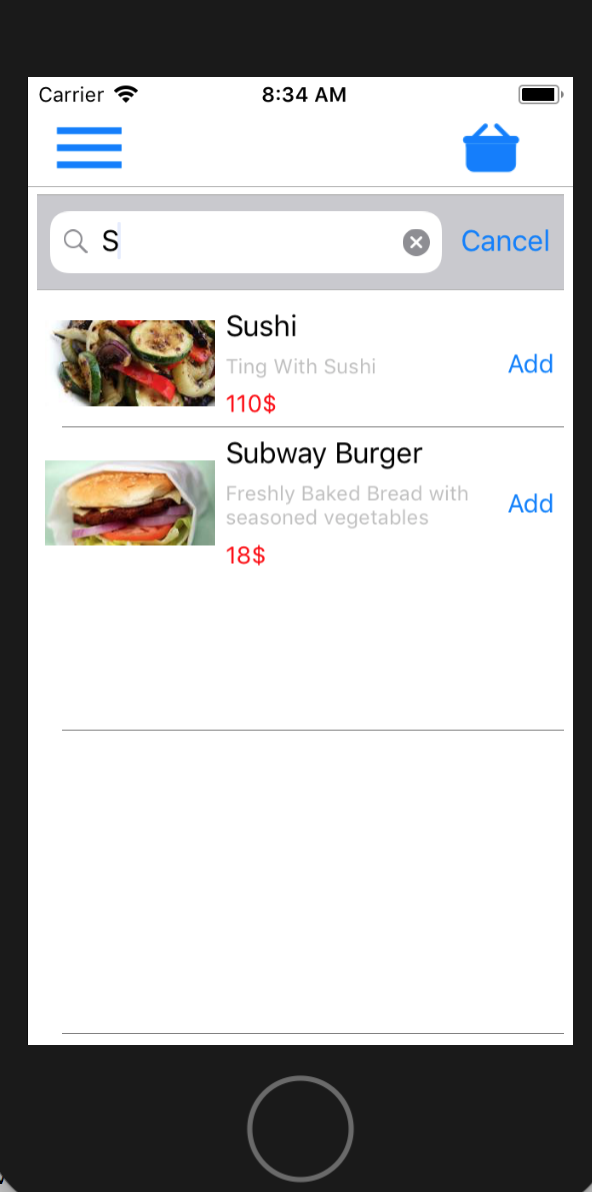 Carrier 8:34 AM
S Cancel
Sushi
Ting With Sushi
Add
110$
Subway Burger
Freshly Baked Bread with
seasoned vegetables
Add
18$